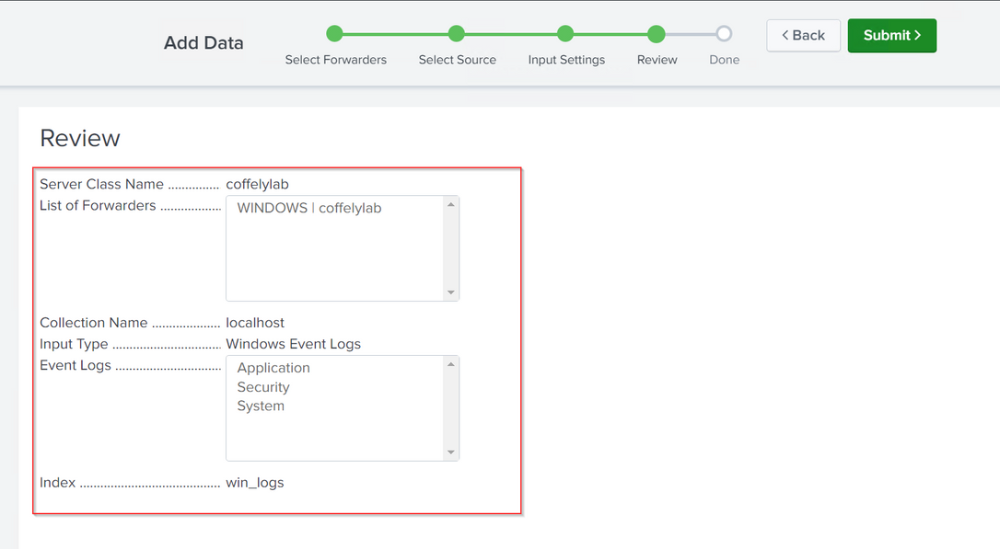 Add Data
Select Forwarders
Select Source
Input Settings
Review
Done
< Back
Submit >
Review
Server Class Name .............. coffelylab
List of Forwarders .................. WINDOWS | coffelylab
Collection Name .................... localhost
Input Type ................................ Windows Event Logs
Event Logs ............................... Application
Security
System
Index ......................................... win_logs